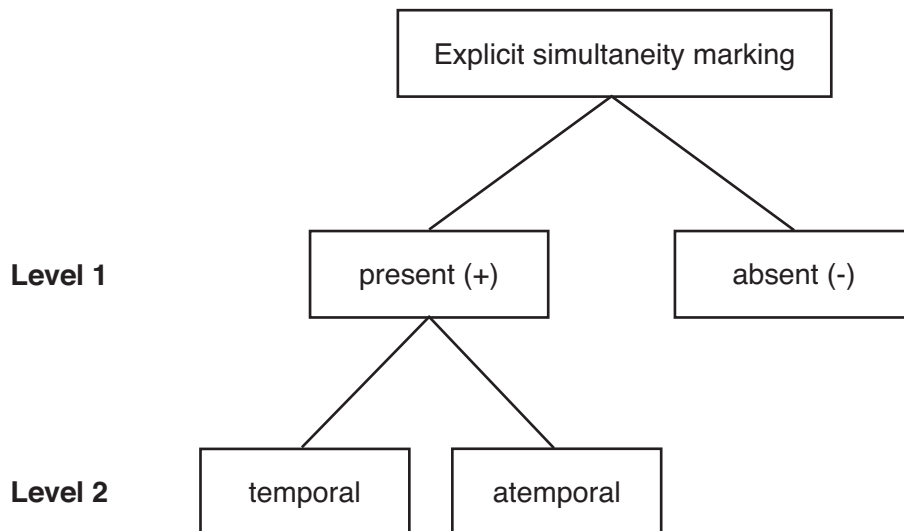 Explicit simultaneity marking
Level 1
present (+)
absent (-)
Level 2
temporal
atemporal